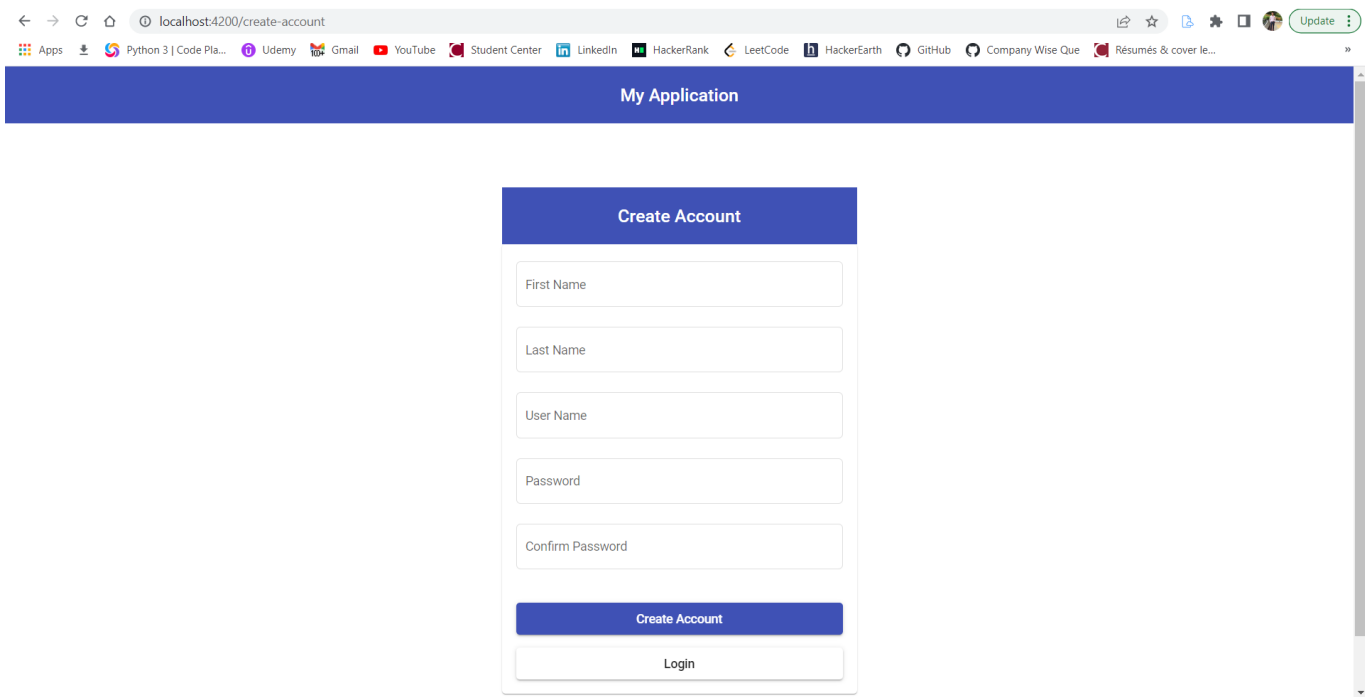 localhost:4200/create-account
Update
Apps
Python 3 | Code Pla...
Udemy
100+
Gmail
YouTube
Student Center
in
LinkedIn
HackerRank
LeetCode
h
HackerEarth
GitHub
Company Wise Que
Résumés & cover le...
»
My Application
Create Account
First Name
Last Name
User Name
Password
Confirm Password
Create Account
Login